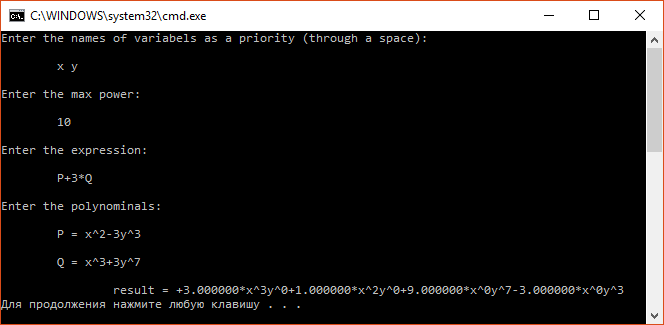 C:\WINDOWS\system32\cmd.exe
Enter the names of variabels as a priority (through a space):
x y
Enter the max power:
10
Enter the expression:
P+3*Q
Enter the polynominals:
P = x^2-3y^3
Q = x^3+3y^7
result = +3.000000*x^3y^0+1.000000*x^2y^0+9.000000*x^0y^7-3.000000*x^0y^3
Для продолжения нажмите любую клавишу . . .